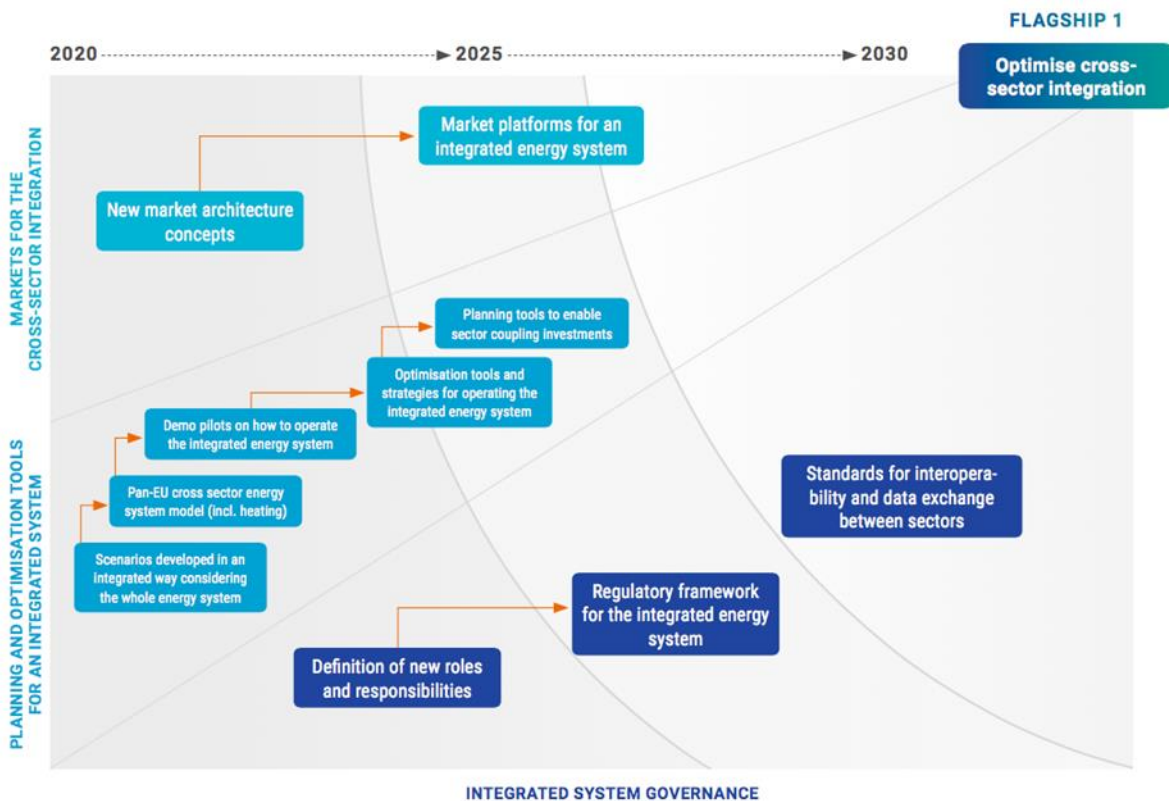 FLAGSHIP 1
2020
2025
2030
Optimise cross-
sector integration
MARKETS FOR THE
CROSS-SECTOR INTEGRATION
Market platforms for an
integrated energy system
New market architecture
concepts
Planning tools to enable
sector coupling investments
Optimisation tools and
strategies for operating the
integrated energy system
Demo pilots on how to operate
the integrated energy system
PLANNING AND OPTIMISATION TOOLS
FOR AN INTEGRATED SYSTEM
Pan-EU cross sector energy
system model (incl. heating)
Scenarios developed in an
integrated way considering
the whole energy system
Standards for interopera-
bility and data exchange
between sectors
Regulatory framework
for the integrated energy
system
Definition of new roles
and responsibilities
INTEGRATED SYSTEM GOVERNANCE